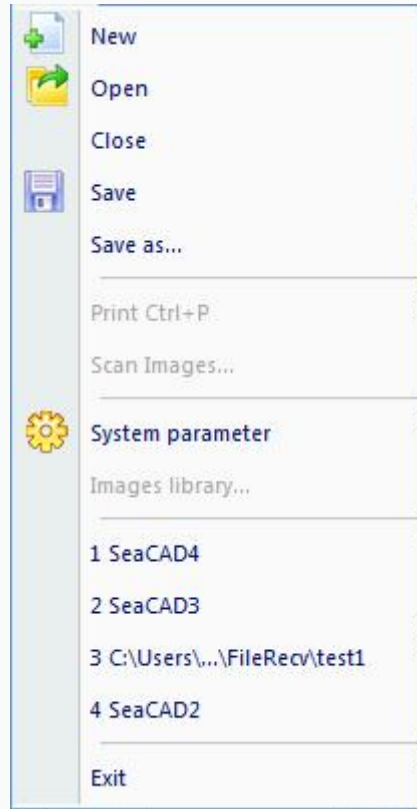 New
Open
Close
Save
Save as...
Print Ctrl+P
Scan Images...
System parameter
Images library...
1 SeaCAD4
2 SeaCAD3
3 C:\Users\...\FileRecv\test1
4 SeaCAD2
Exit